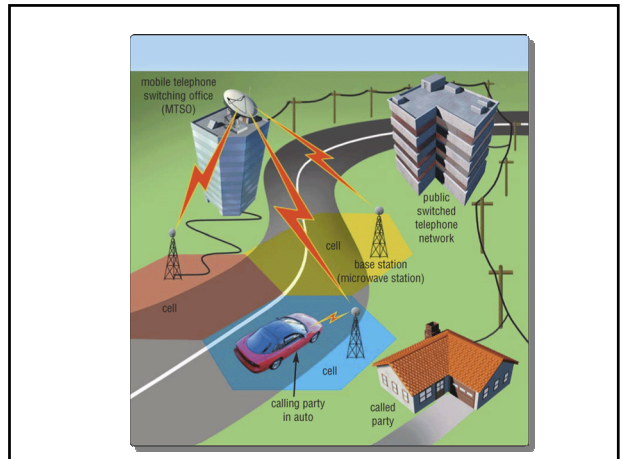 mobile telephone
switching office
(MTSO)
public
switched
telephone
network
cell
base station
(microwave station)
cell
cell
calling party
in auto
called
party